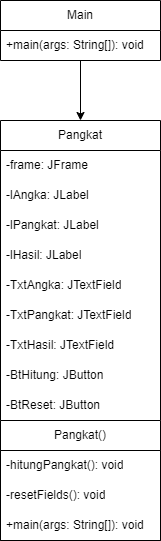 Main
+main(args: String[]): void
Pangkat
-frame: JFrame
-lAngka: JLabel
-lPangkat: JLabel
-lHasil: JLabel
-TxtAngka: JTextField
-TxtPangkat: JTextField
-TxtHasil: JTextField
-BtHitung: JButton
-BtReset: JButton
Pangkat()
-hitungPangkat(): void
-resetFields(): void
+main(args: String[]): void